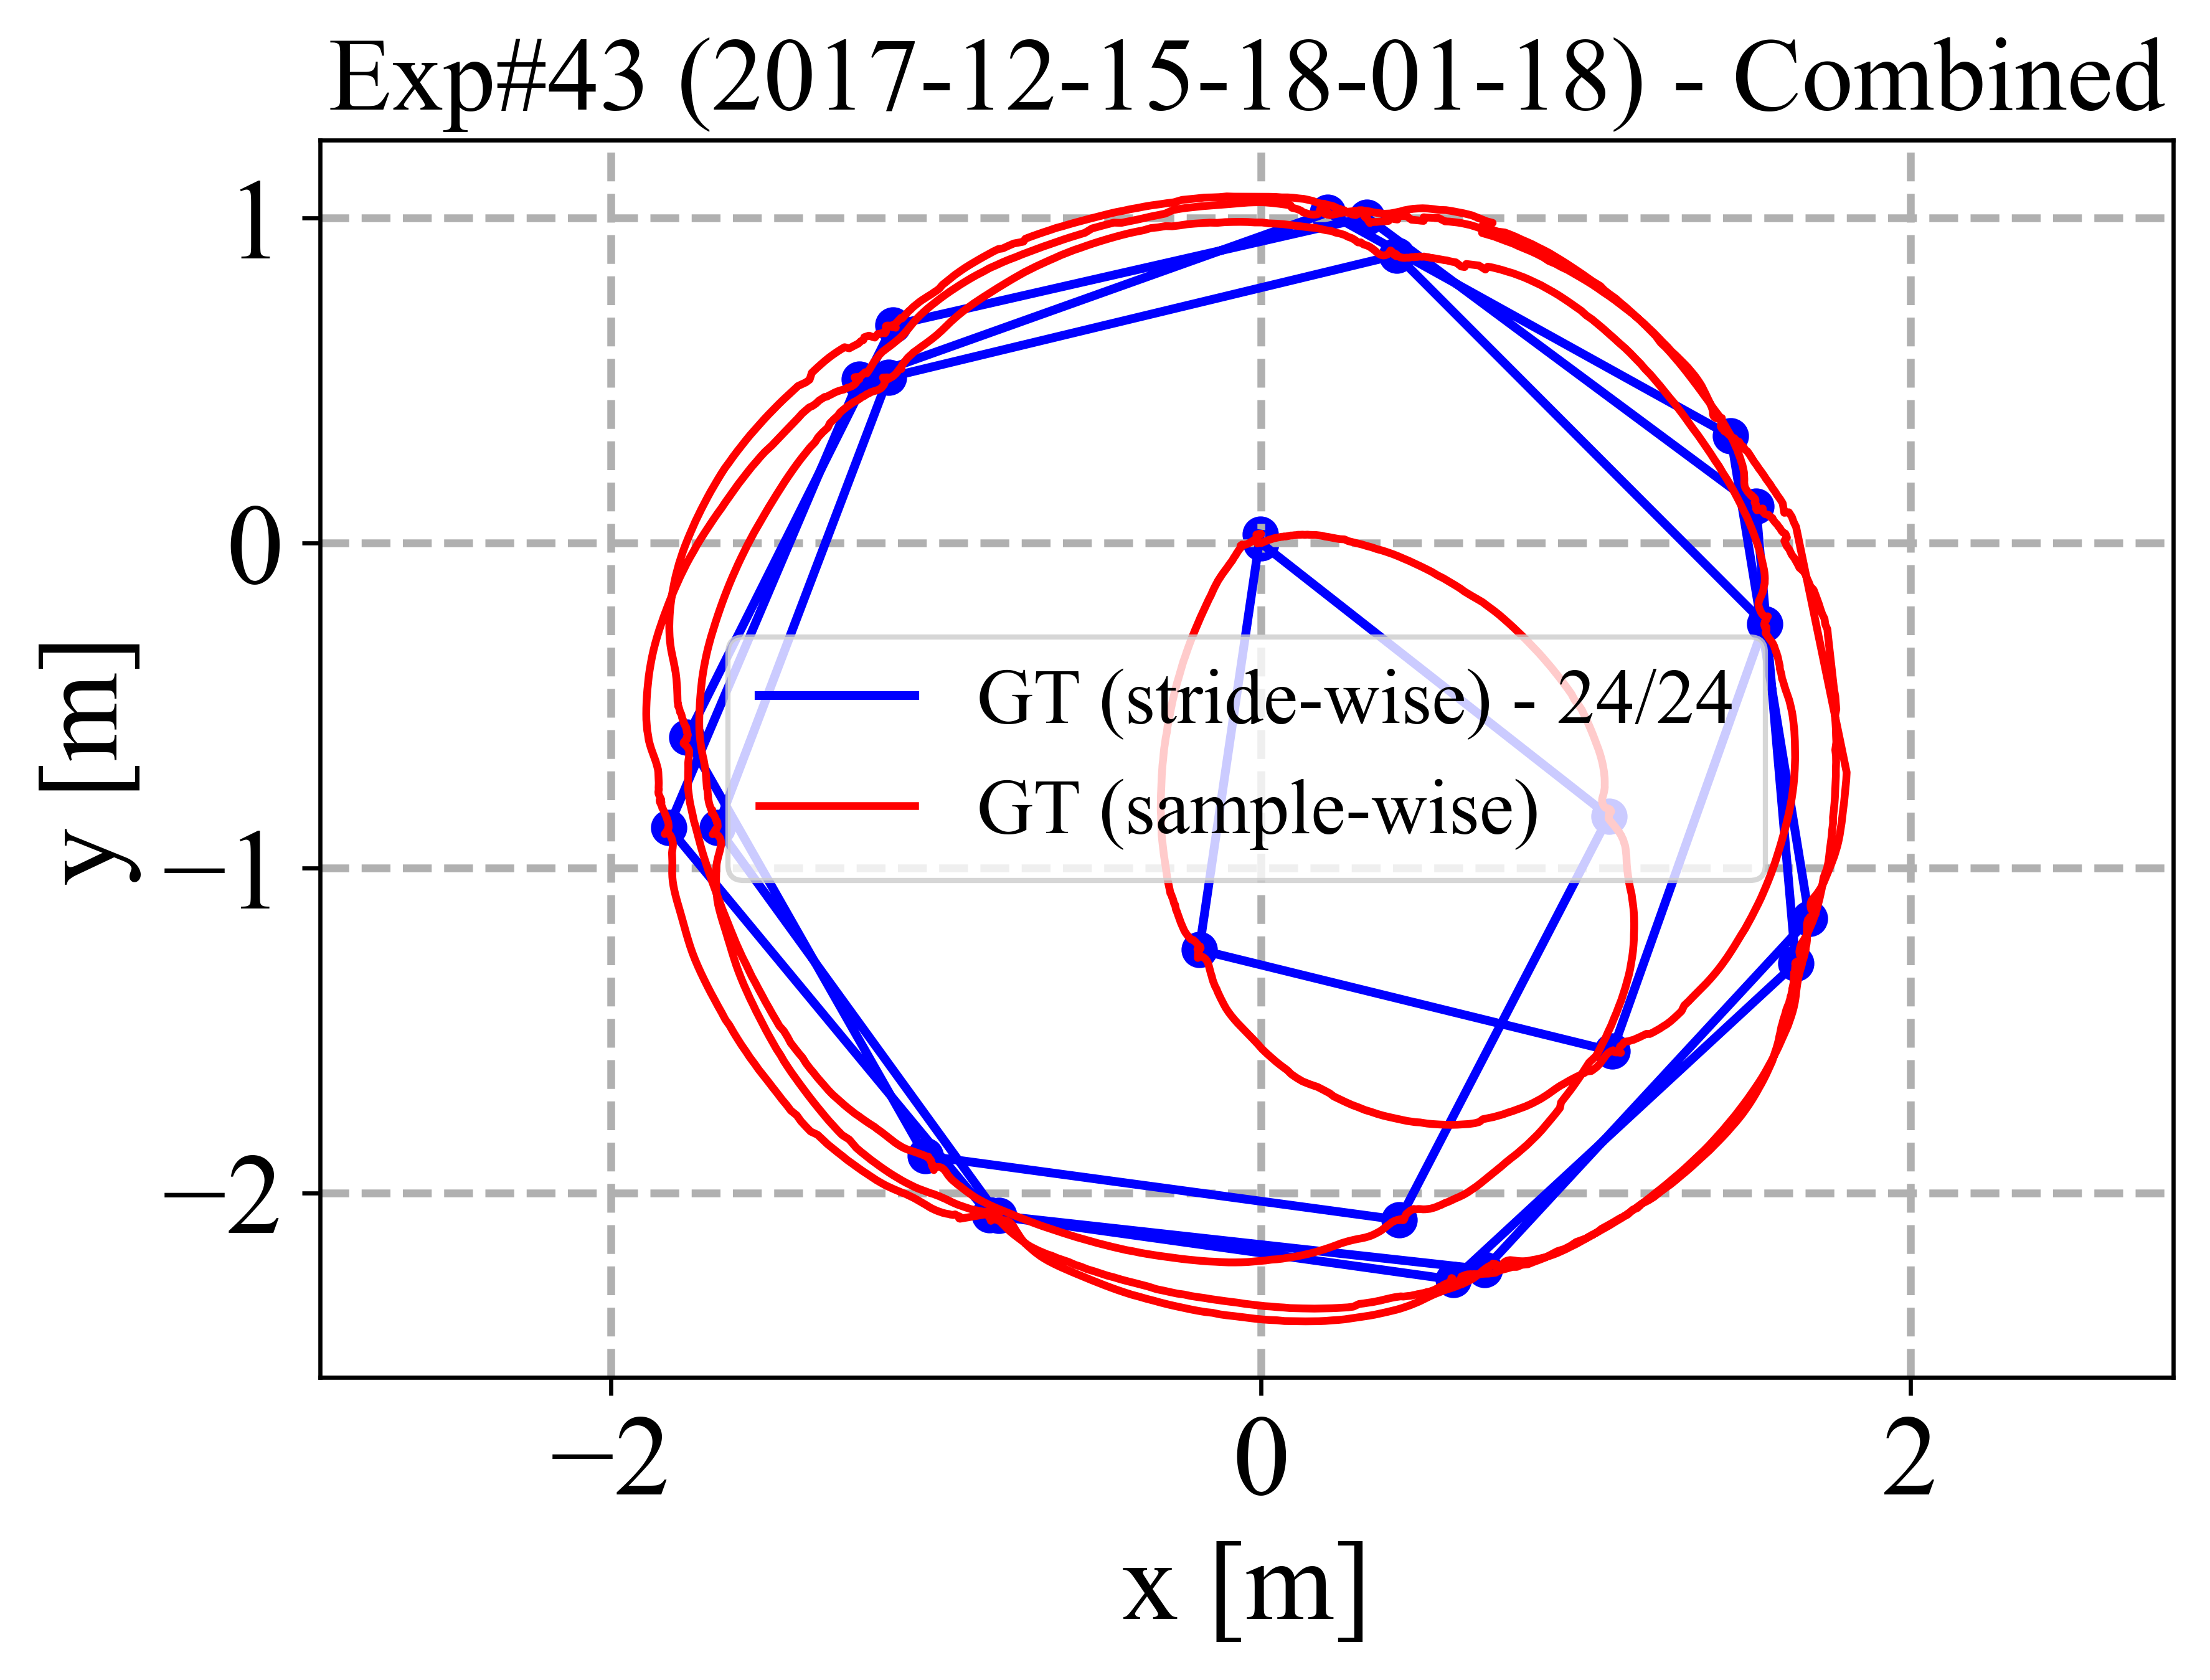 Exp#43 (2017-12-15-18-01-18) - Combined
1
0
−1
−2
y [m]
GT (stride-wise) - 24/24
GT (sample-wise)
−2
0
2
x [m]